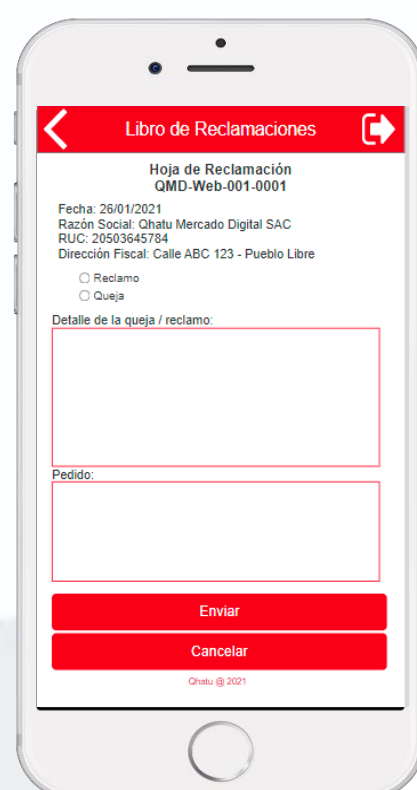 Libro de Reclamaciones
Hoja de Reclamación
QMD-Web-001-0001
Fecha: 26/01/2021
Razón Social: Qhatu Mercado Digital SAC
RUC: 20503645784
Dirección Fiscal: Calle ABC 123 - Pueblo Libre
Reclamo
Queja
Detalle de la queja / reclamo:
Pedido:
Enviar
Cancelar
Qhatu @ 2021